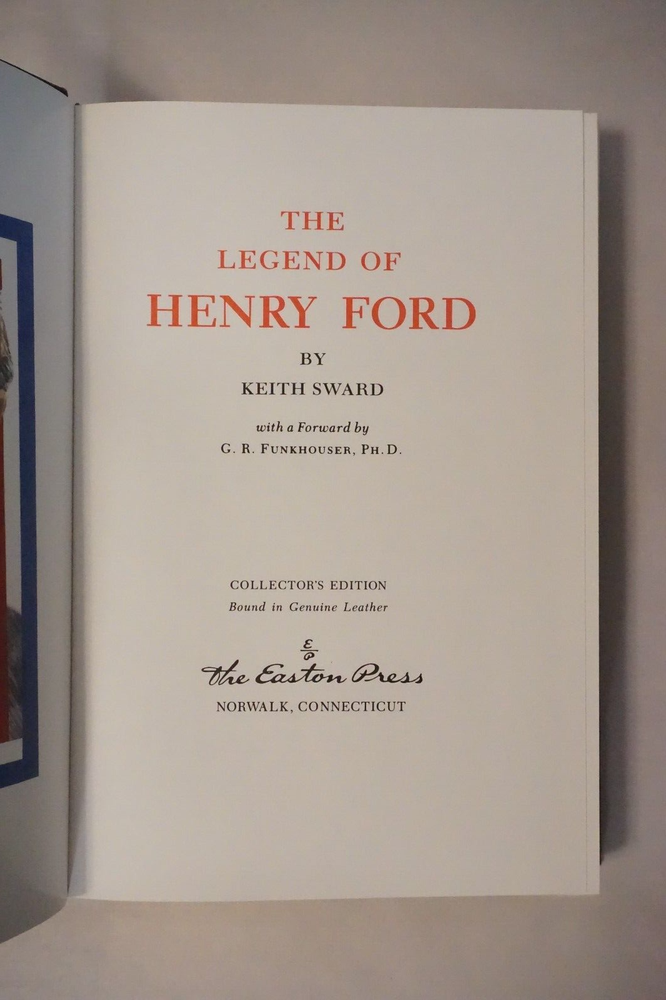 THE
LEGEND OF
HENRY FORD
BY
KEITH SWARD
with a Forward by
G. R. FUNKHOUSER, PH.D.
COLLECTOR'S EDITION
Bound in Genuine Leather
E
P
The Easton Press
NORWALK, CONNECTICUT